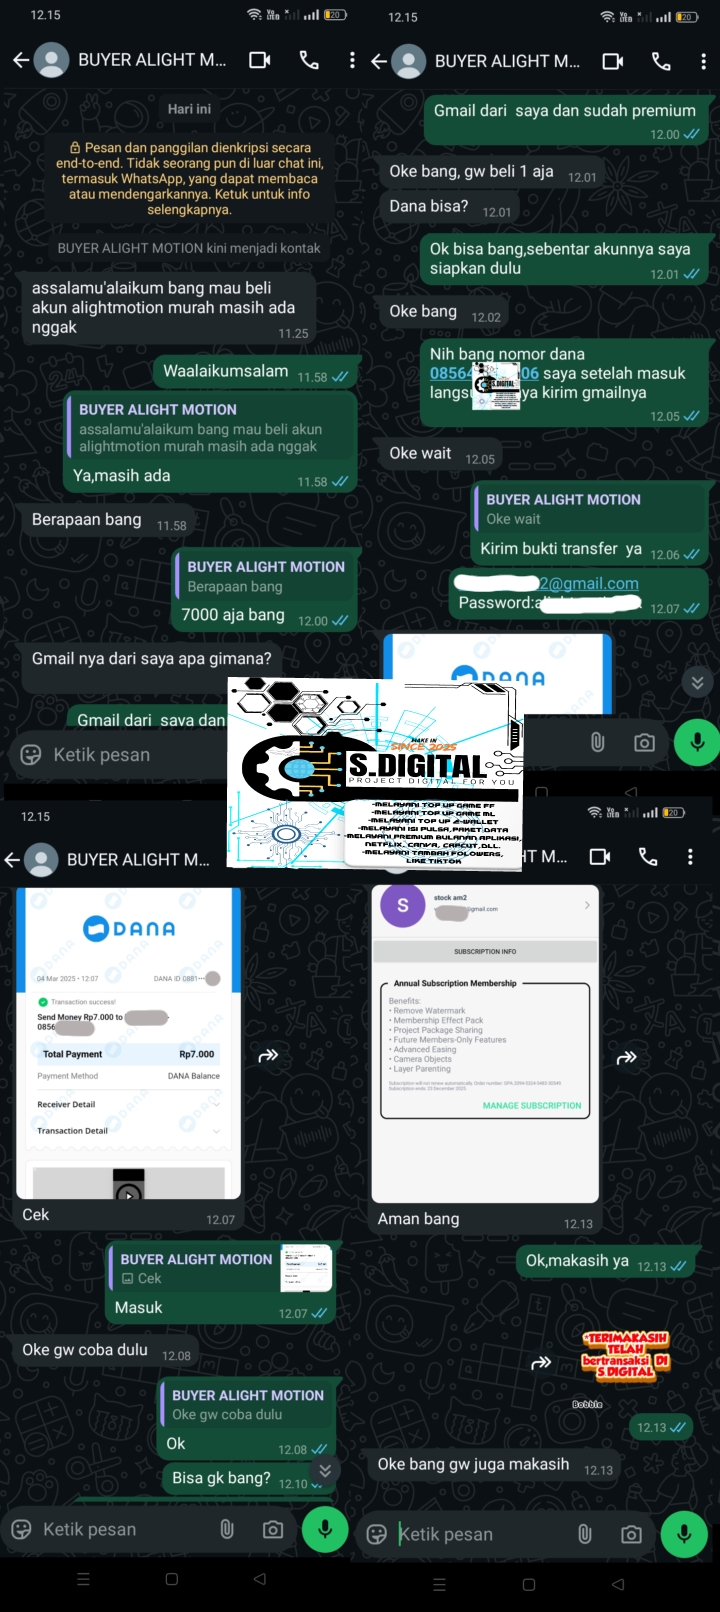 12.15
BUYER ALIGHT M...
Hari ini
Pesan dan panggilan dienkripsi secara
end-to-end. Tidak seorang pun di luar chat ini,
termasuk WhatsApp, yang dapat membaca
atau mendengarkannya. Ketuk untuk info
selengkapnya.
BUYER ALIGHT MOTION kini menjadi kontak
assalamu'alaikum bang mau beli
akun alightmotion murah masih ada
nggak
11.25
Waalaikumsalam 11.58
BUYER ALIGHT MOTION
assalamu'alaikum bang mau beli akun
alightmotion murah masih ada nggak
Ya,masih ada 11.58
Berapaan bang 11.58
BUYER ALIGHT MOTION
Berapaan bang
7000 aja bang 12.00
Gmail nya dari saya apa gimana?
Gmail dari saya dan
Ketik pesan
12.15
20
BUYER ALIGHT M...
Gmail dari saya dan sudah premium
12.00
Oke bang, gw beli 1 aja 12.01
Dana bisa? 12.01
Ok bisa bang,sebentar akunnya saya
siapkan dulu
12.01
Oke bang 12.02
Nih bang nomor dana
0856 06 saya setelah masuk
langsu ya kirim gmailnya
12.05
Oke wait 12.05
BUYER ALIGHT MOTION
Oke wait
Kirim bukti transfer ya 12.06
2@gmail.com
Password:a
12.07
DANA
S.DIGITAL
MAKE IN
SINCE 2025
S.DIGITAL
PROJECT DIGITAL FOR YOU
-MELAYANI TOP UP GAME FF
-MELAYANI TOP UP GAME ML
-MELAYANI TOP UP E-WALLET
-MELAYANI ISI PULSA,PAKET DATA
-MELAYANI PREMIUM BULANAN APLIKASI,
NETFLIX, CANVA, CAPCUT,DLL.
-MELAYANI TAMBAH FOLOWERS,
LIKE TIKTOK
12.15
BUYER ALIGHT M...
DANA
04 Mar 2025 • 12:07
DANA ID 0881
Transaction success!
Send Money Rp7.000 to
0856
Total Payment Rp7.000
Payment Method DANA Balance
Receiver Detail
Transaction Detail
Cek
12.07
BUYER ALIGHT MOTION
Cek
Masuk
12.07
Oke gw coba dulu 12.08
BUYER ALIGHT MOTION
Oke gw coba dulu
Ok
12.08
Bisa gk bang? 12.10
Ketik pesan
20
T M...
S
stock am2
@gmail.com
SUBSCRIPTION INFO
Annual Subscription Membership
Benefits:
• Remove Watermark
• Membership Effect Pack
• Project Package Sharing
• Future Members-Only Features
• Advanced Easing
• Camera Objects
• Layer Parenting
Subscription ends: 23 December 2025.
MANAGE SUBSCRIPTION
Aman bang
12.13
Ok,makasih ya 12.13
*TERIMAKASIH
TELAH
bertransaksi DI
S.DIGITAL
Bobble
12.13
Oke bang gw juga makasih 12.13
Ketik pesan